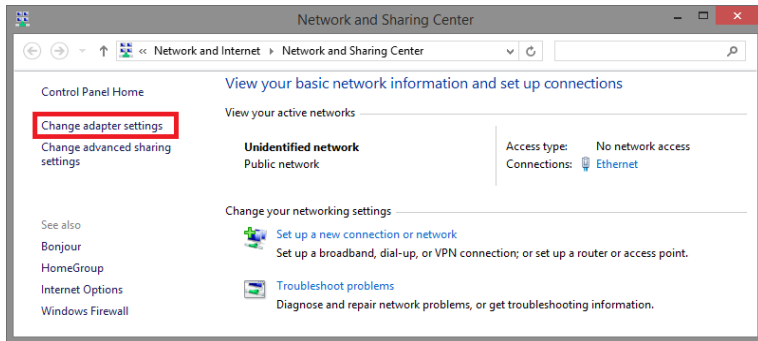 Network and Sharing Center
« Network and Internet ▸ Network and Sharing Center
Control Panel Home
Change adapter settings
Change advanced sharing
settings
See also
Bonjour
HomeGroup
Internet Options
Windows Firewall
View your basic network information and set up connections
View your active networks
Unidentified network
Public network
Access type: No network access
Connections: Ethernet
Change your networking settings
Set up a new connection or network
Set up a broadband, dial-up, or VPN connection; or set up a router or access point.
Troubleshoot problems
Diagnose and repair network problems, or get troubleshooting information.